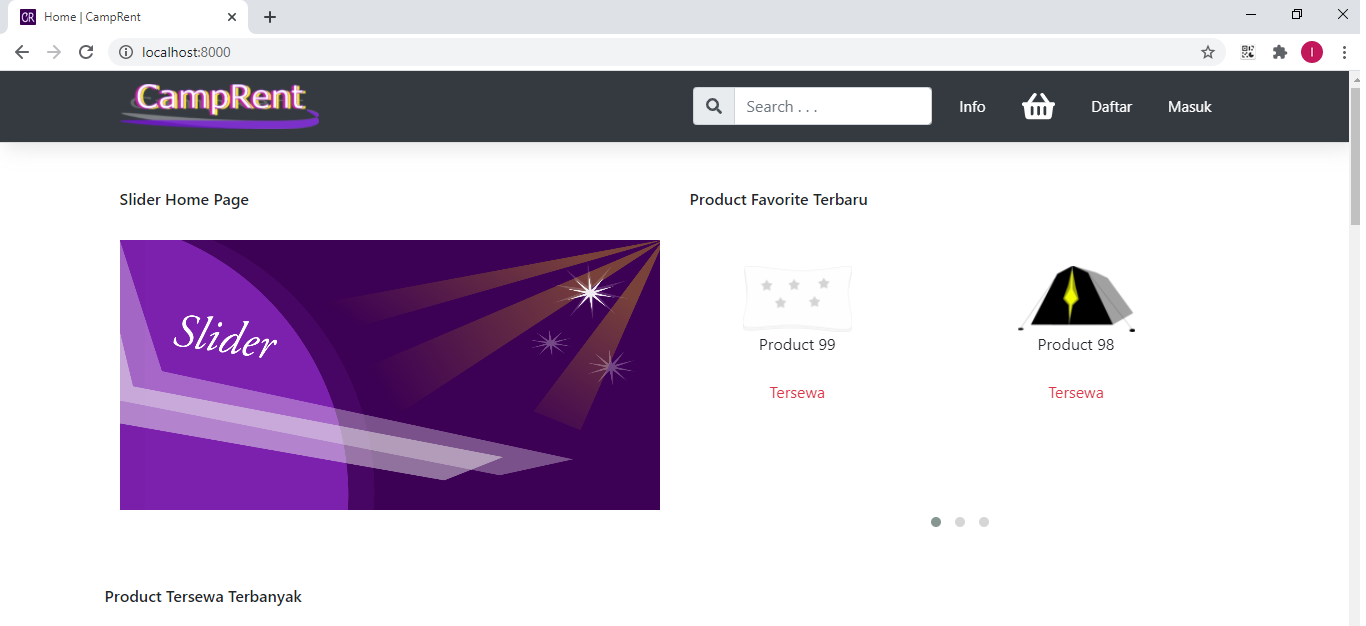 CR Home | CampRent
localhost:8000
I
CampRent
Search . . .
Info
Daftar
Masuk
Slider Home Page
Product Favorite Terbaru
Slider
Product 99
Product 98
Tersewa
Tersewa
Product Tersewa Terbanyak